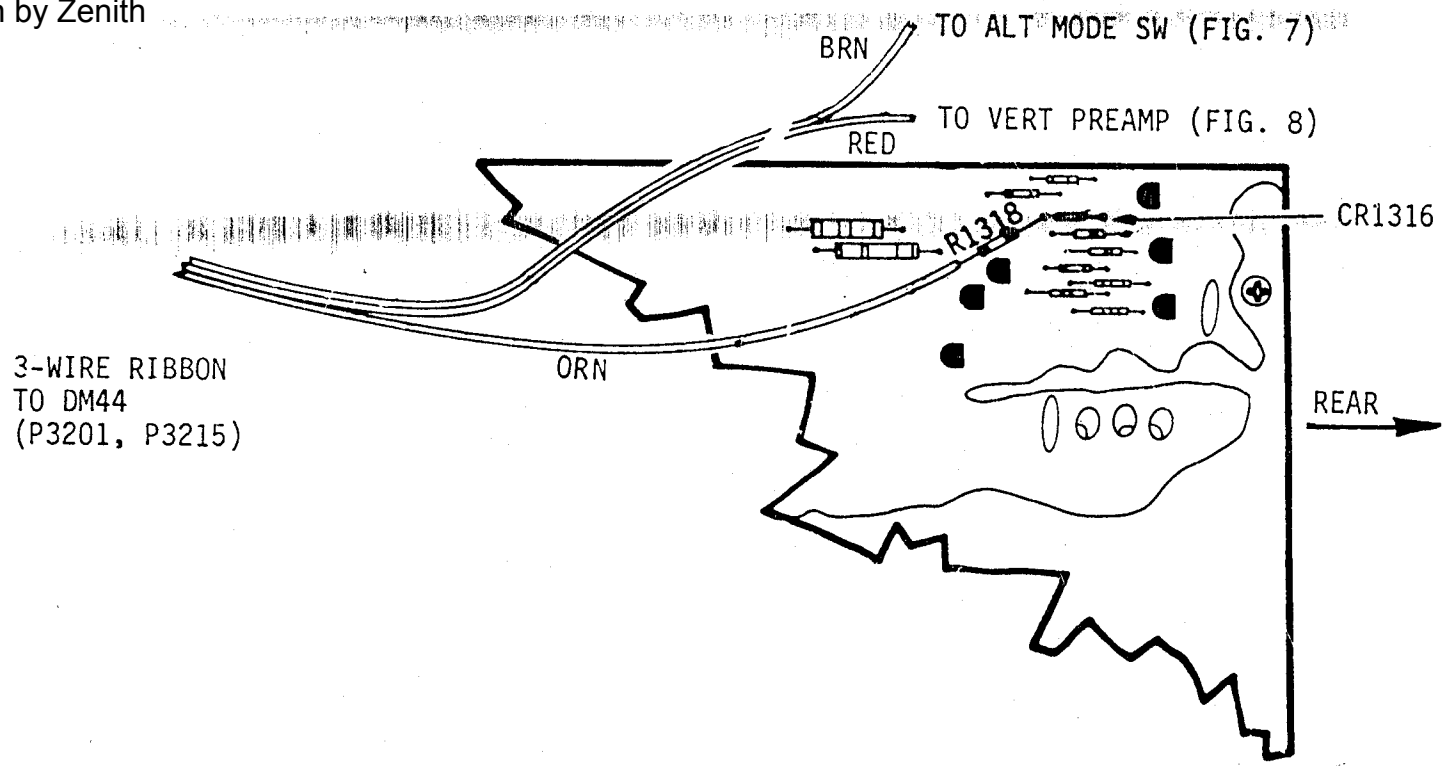 by Zenith
TO ALT MODE SW (FIG. 7)
BRN
TO VERT PREAMP (FIG. 8)
RED
R1318
CR1316
3-WIRE RIBBON
TO DM44
(P3201, P3215)
ORN
REAR